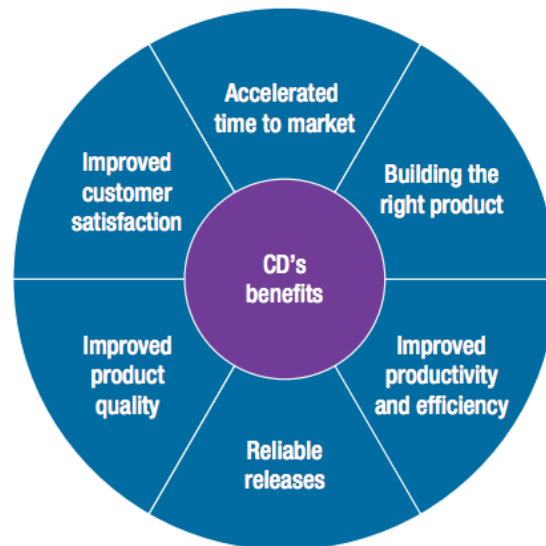 Accelerated
time to market
Building the
right product
Improved
productivity
and efficiency
Reliable
releases
Improved
product
quality
Improved
customer
satisfaction
CD's
benefits